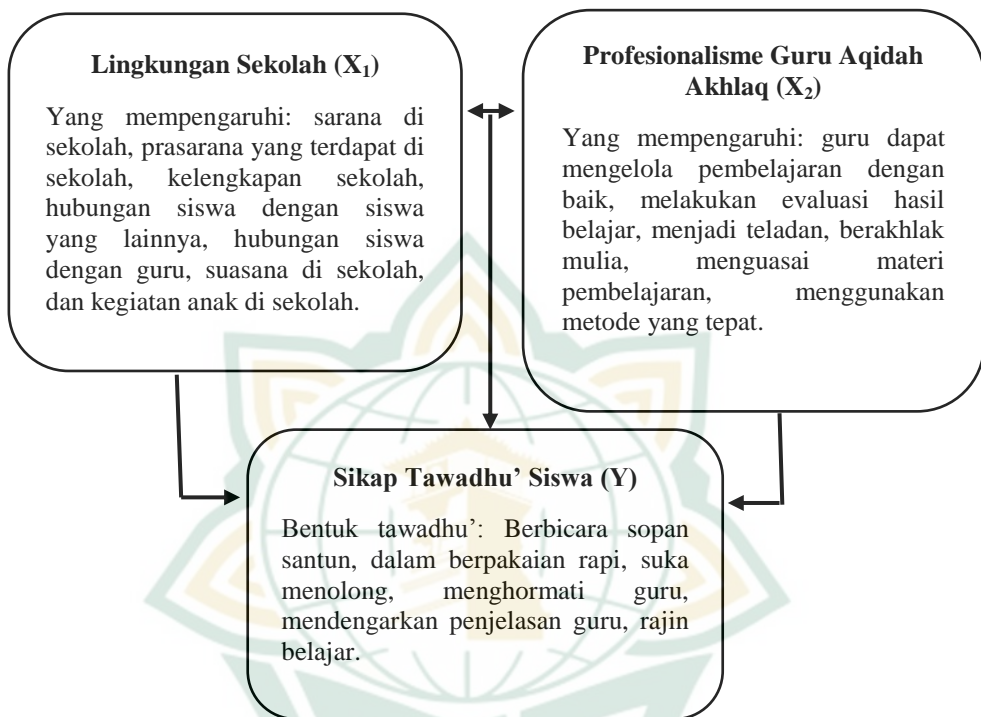 Lingkungan Sekolah (X₁)
Yang mempengaruhi: sarana di
sekolah, prasarana yang terdapat di
sekolah, kelengkapan sekolah,
hubungan siswa dengan siswa
yang lainnya, hubungan siswa
dengan guru, suasana di sekolah,
dan kegiatan anak di sekolah.
Profesionalisme Guru Aqidah
Akhlaq (X₂)
Yang mempengaruhi: guru dapat
mengelola pembelajaran dengan
baik, melakukan evaluasi hasil
belajar, menjadi teladan, berakhlak
mulia, menguasai materi
pembelajaran, menggunakan
metode yang tepat.
Sikap Tawadhu’ Siswa (Y)
Bentuk tawadhu’: Berbicara sopan
santun, dalam berpakaian rapi, suka
menolong, menghormati guru,
mendengarkan penjelasan guru, rajin
belajar.